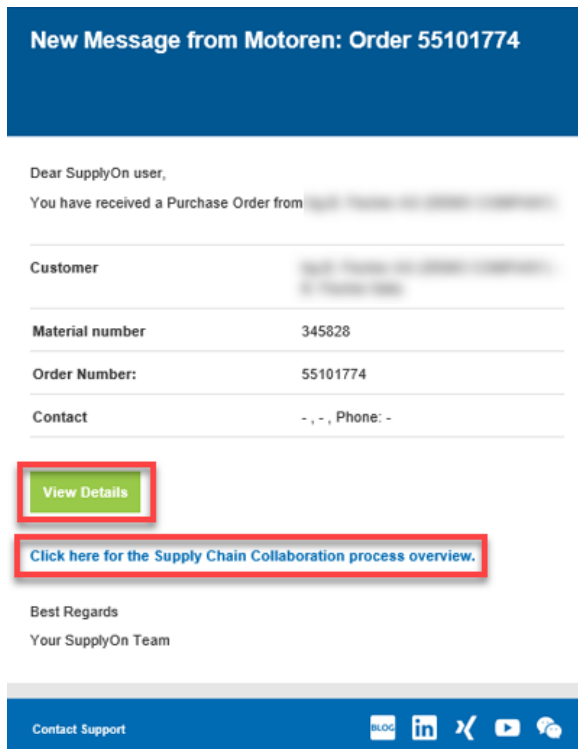 New Message from Motoren: Order 55101774
Dear SupplyOn user,
You have received a Purchase Order from
Customer
Material number 345828
Order Number: 55101774
Contact - , - , Phone: -
View Details
Click here for the Supply Chain Collaboration process overview.
Best Regards
Your SupplyOn Team
Contact Support BLOG in